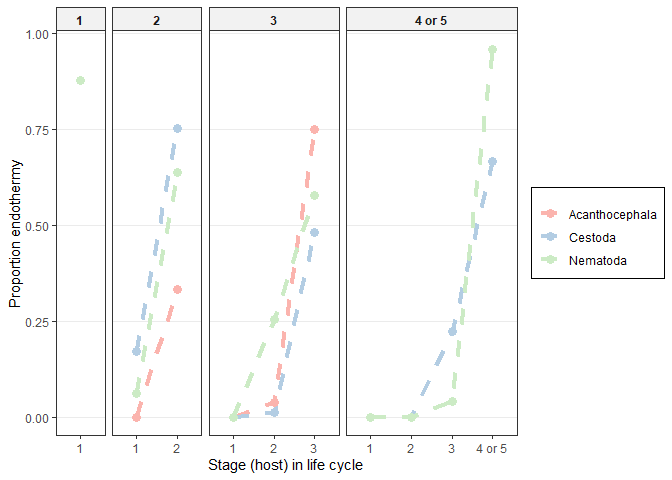 1 2 3 4 or 5
1.00
0.75
0.50
0.25
0.00
Proportion endothermy
1 1 2 1 2 3 1 2 3 4 or 5
Stage (host) in life cycle
Acanthocephala
Cestoda
Nematoda